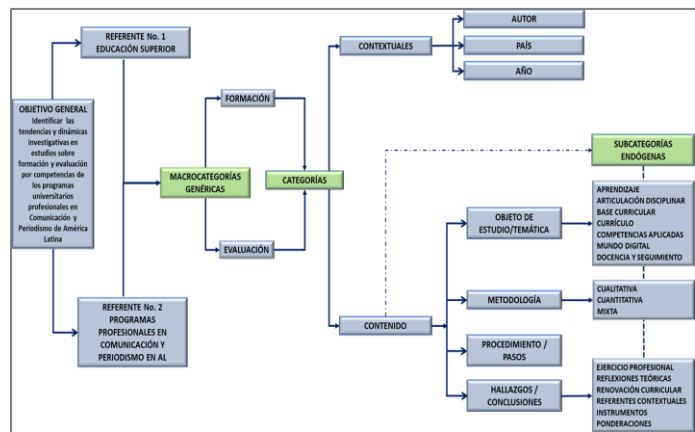 OBJETIVO GENERAL
Identificar las
tendencias y dinámicas
investigativas en
estudios sobre
formación y evaluación
por competencias de
los programas
universitarios
profesionales en
Comunicación y
Periodismo de América
Latina
REFERENTE No. 1
EDUCACIÓN SUPERIOR
REFERENTE No. 2
PROGRAMAS
PROFESIONALES EN
COMUNICACIÓN Y
PERIODISMO EN AL
MACROCATEGORÍAS
GENÉRICAS
FORMACIÓN
EVALUACIÓN
CATEGORÍAS
CONTEXTUALES
AUTOR
PAÍS
AÑO
CONTENIDO
OBJETO DE
ESTUDIO/TEMÁTICA
METODOLOGÍA
PROCEDIMIENTO /
PASOS
HALLAZGOS /
CONCLUSIONES
SUBCATEGORÍAS
ENDÓGENAS
APRENDIZAJE
ARTICULACIÓN DISCIPLINAR
BASE CURRICULAR
CURRÍCULO
COMPETENCIAS APLICADAS
MUNDO DIGITAL
DOCENCIA Y SEGUIMIENTO
CUALITATIVA
CUANTITATIVA
MIXTA
EJERCICIO PROFESIONAL
REFLEXIONES TEÓRICAS
RENOVACIÓN CURRICULAR
REFERENTES CONTEXTUALES
INSTRUMENTOS
PONDERACIONES